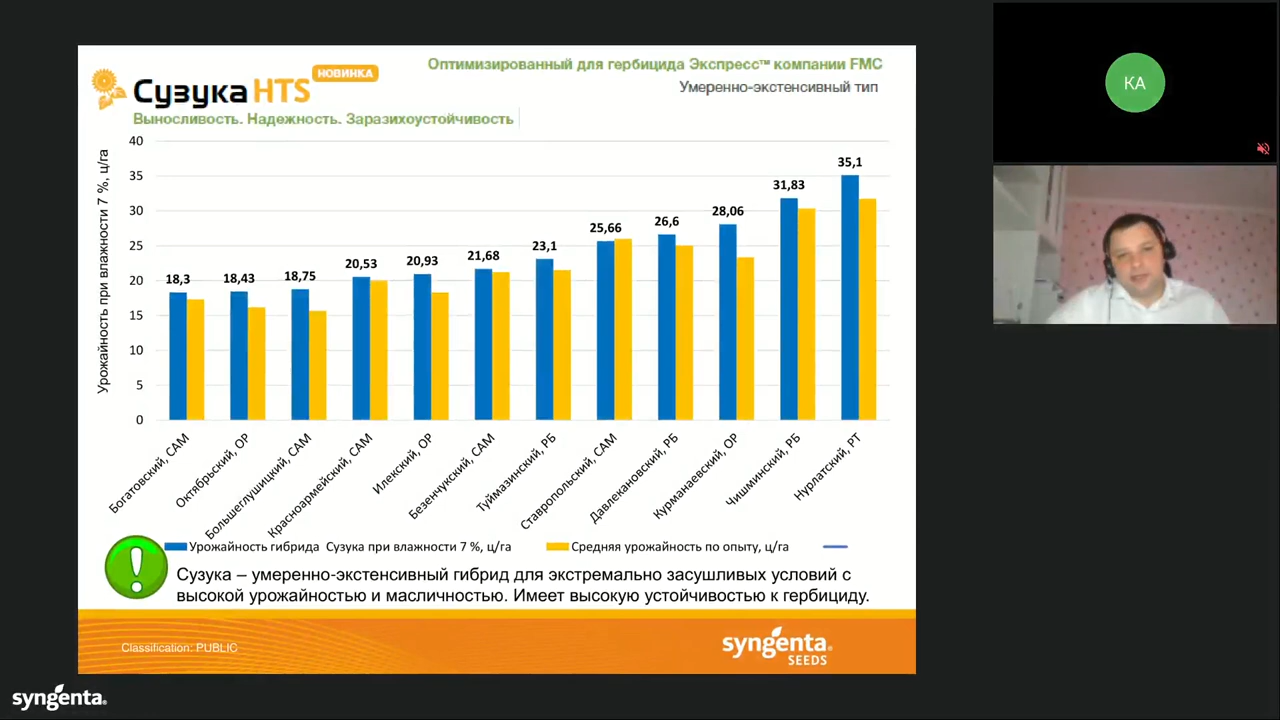 Сузука HTS
НОВИНКА
Оптимизированный для гербицида Экспресс™ компании FMC
Умеренно-экстенсивный тип
Выносливость. Надежность. Заразихоустойчивость
Урожайность при влажности 7 %, ц/га
40
35
30
25
20
15
10
5
0
18,3
18,43
18,75
20,53
20,93
21,68
23,1
25,66
26,6
28,06
31,83
35,1
Богатовский, САМ
Октябрьский, ОР
Большеглушицкий, САМ
Красноармейский, САМ
Илекский, ОР
Безенчукский, САМ
Туймазинский, РБ
Ставропольский, САМ
Давлекановский, РБ
Курманаевский, ОР
Чишминский, РБ
Нурлатский, РТ
Урожайность гибрида Сузука при влажности 7 %, ц/га
Средняя урожайность по опыту, ц/га
Сузука – умеренно-экстенсивный гибрид для экстремально засушливых условий с
высокой урожайностью и масличностью. Имеет высокую устойчивостью к гербициду.
Classification: PUBLIC
syngenta®
SEEDS
syngenta®
КА